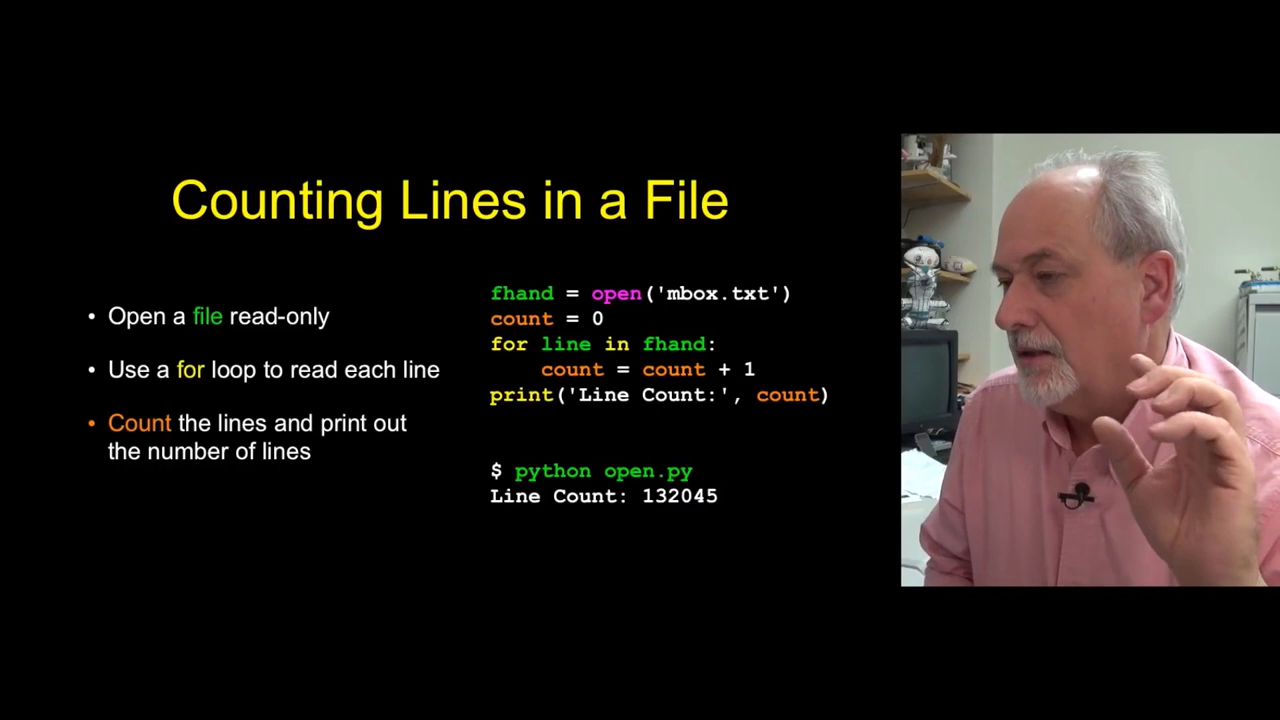 Counting Lines in a File
• Open a file read-only
• Use a for loop to read each line
• Count the lines and print out
the number of lines
fhand = open('mbox.txt')
count = 0
for line in fhand:
    count = count + 1
print('Line Count:', count)
$ python open.py
Line Count: 132045